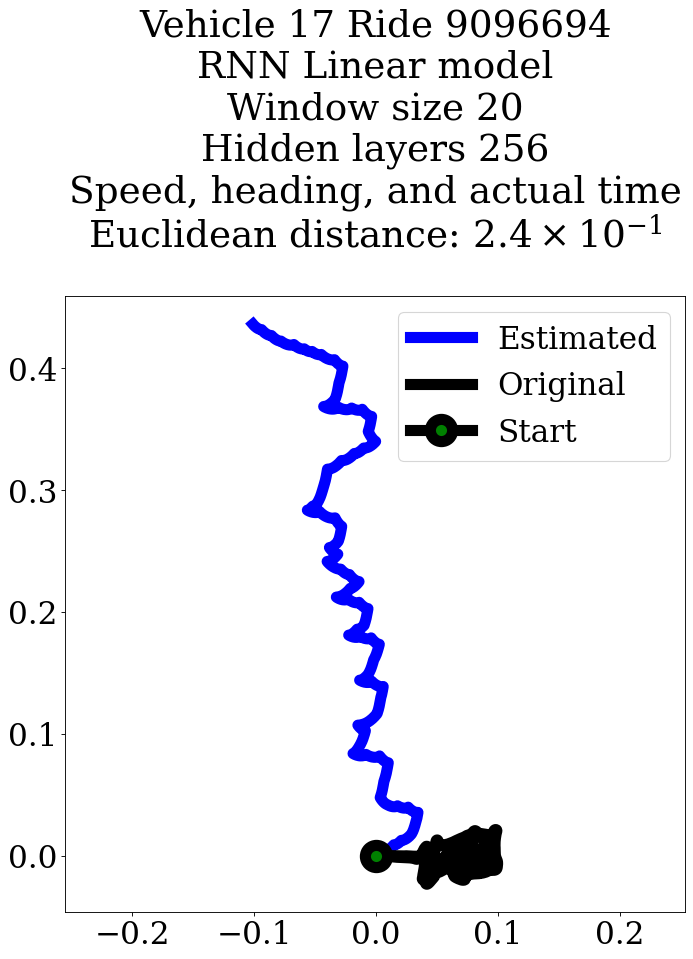 Vehicle 17 Ride 9096694
RNN Linear model
Window size 20
Hidden layers 256
Speed, heading, and actual time
Euclidean distance: 2.4 × 10⁻¹
Estimated
Original
Start
0.4
0.3
0.2
0.1
0.0
−0.2
−0.1
0.0
0.1
0.2